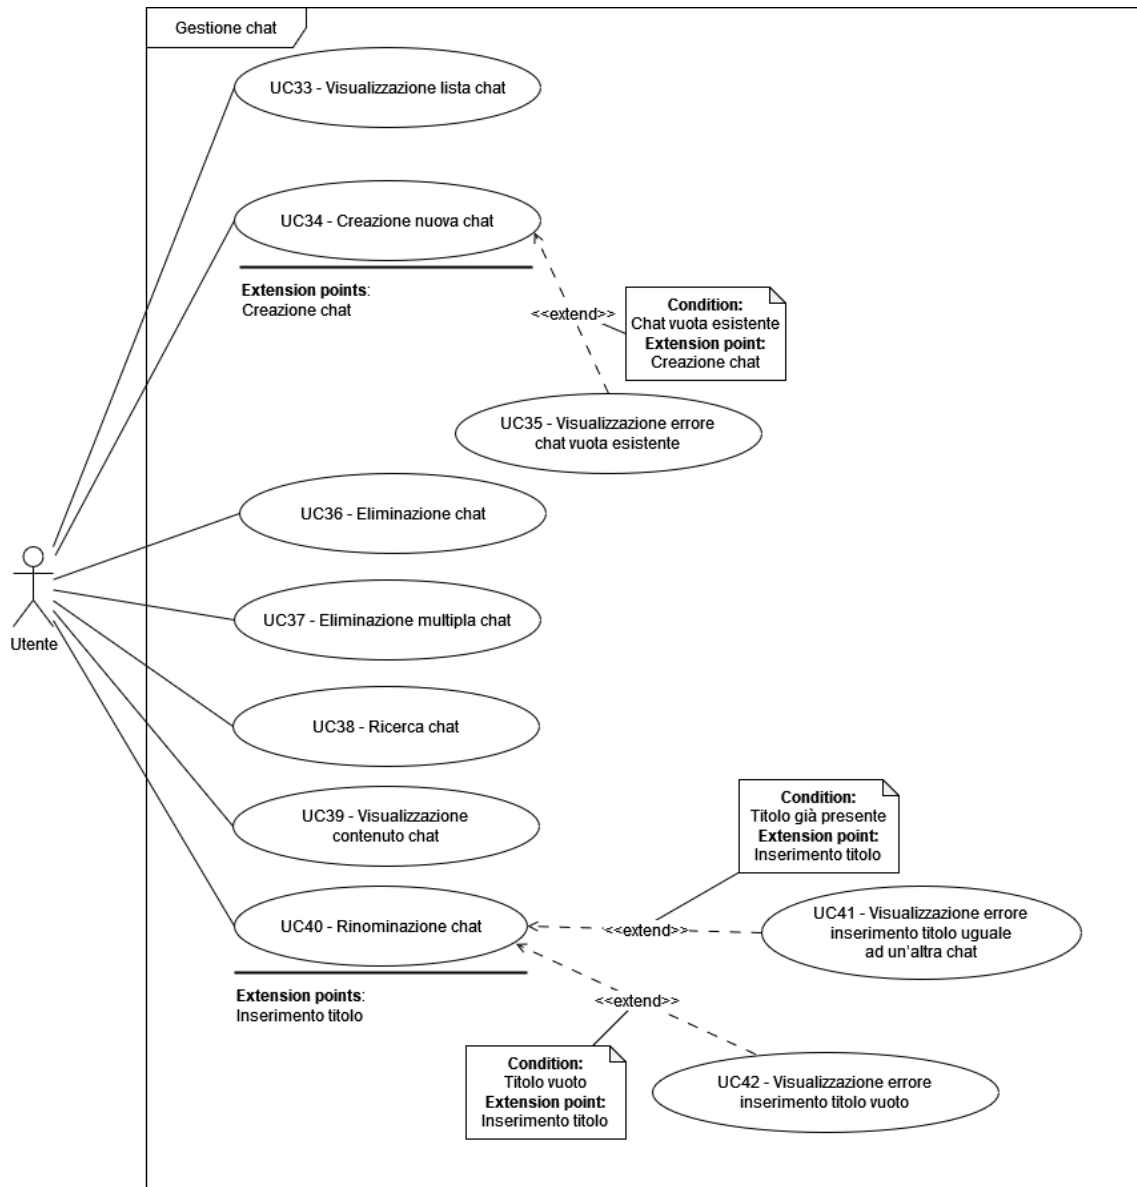 Gestione chat
UC33 - Visualizzazione lista chat
UC34 - Creazione nuova chat
Extension points:
Creazione chat
<<extend>>
Condition:
Chat vuota esistente
Extension point:
Creazione chat
UC35 - Visualizzazione errore
chat vuota esistente
UC36 - Eliminazione chat
Utente
UC37 - Eliminazione multipla chat
UC38 - Ricerca chat
UC39 - Visualizzazione
contenuto chat
Condition:
Titolo già presente
Extension point:
Inserimento titolo
UC40 - Rinominazione chat
<<extend>>
UC41 - Visualizzazione errore
inserimento titolo uguale
ad un'altra chat
Extension points:
Inserimento titolo
<<extend>>
Condition:
Titolo vuoto
Extension point:
Inserimento titolo
UC42 - Visualizzazione errore
inserimento titolo vuoto